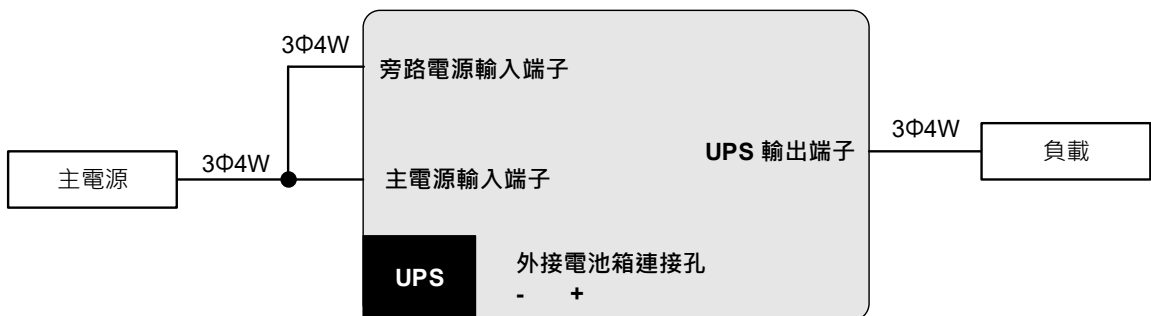 3Φ4W
旁路電源輸入端子
UPS 輸出端子
3Φ4W
負載
主電源
3Φ4W
主電源輸入端子
UPS
外接電池箱連接孔
- +